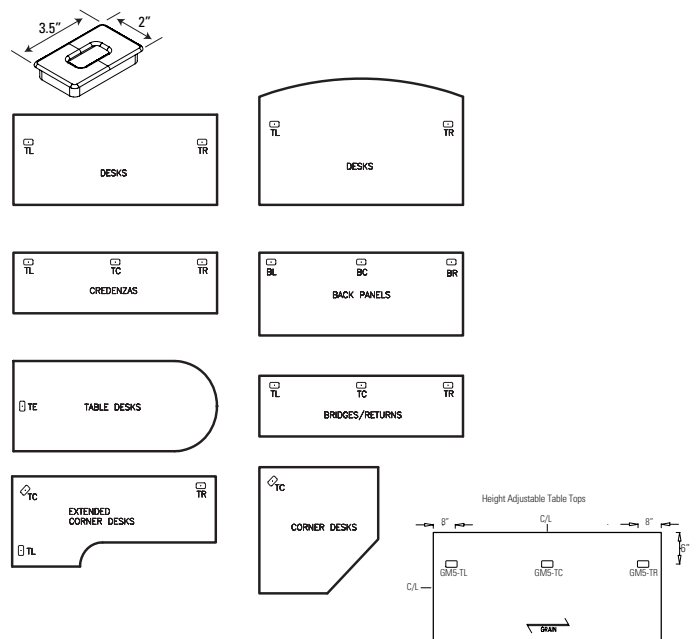 3.5"
2"
TL
TR
DESKS
TL
TR
DESKS
TL
TC
TR
CREDENZAS
BL
BC
BR
BACK PANELS
TE
TABLE DESKS
TL
TC
TR
BRIDGES/RETURNS
TC
TR
EXTENDED
CORNER DESKS
TL
TC
CORNER DESKS
Height Adjustable Table Tops
8"
C/L
8"
6"
GM5-TL
GM5-TC
GM5-TR
C/L
GRAIN